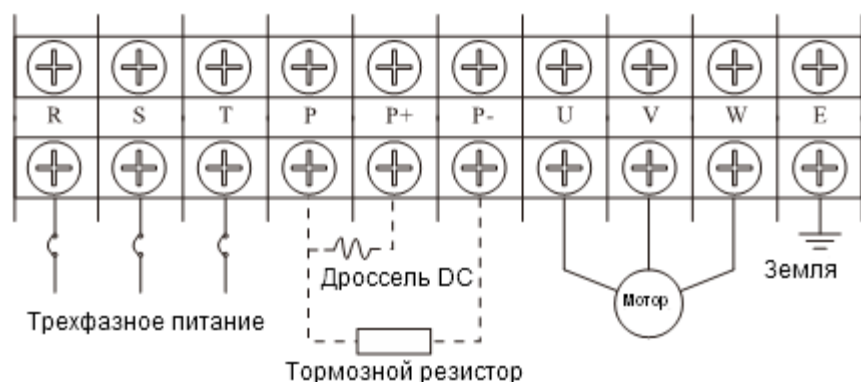 R S T P P+ P- U V W E
Дроссель DC
Земля
Мотор
Трехфазное питание
Тормозной резистор